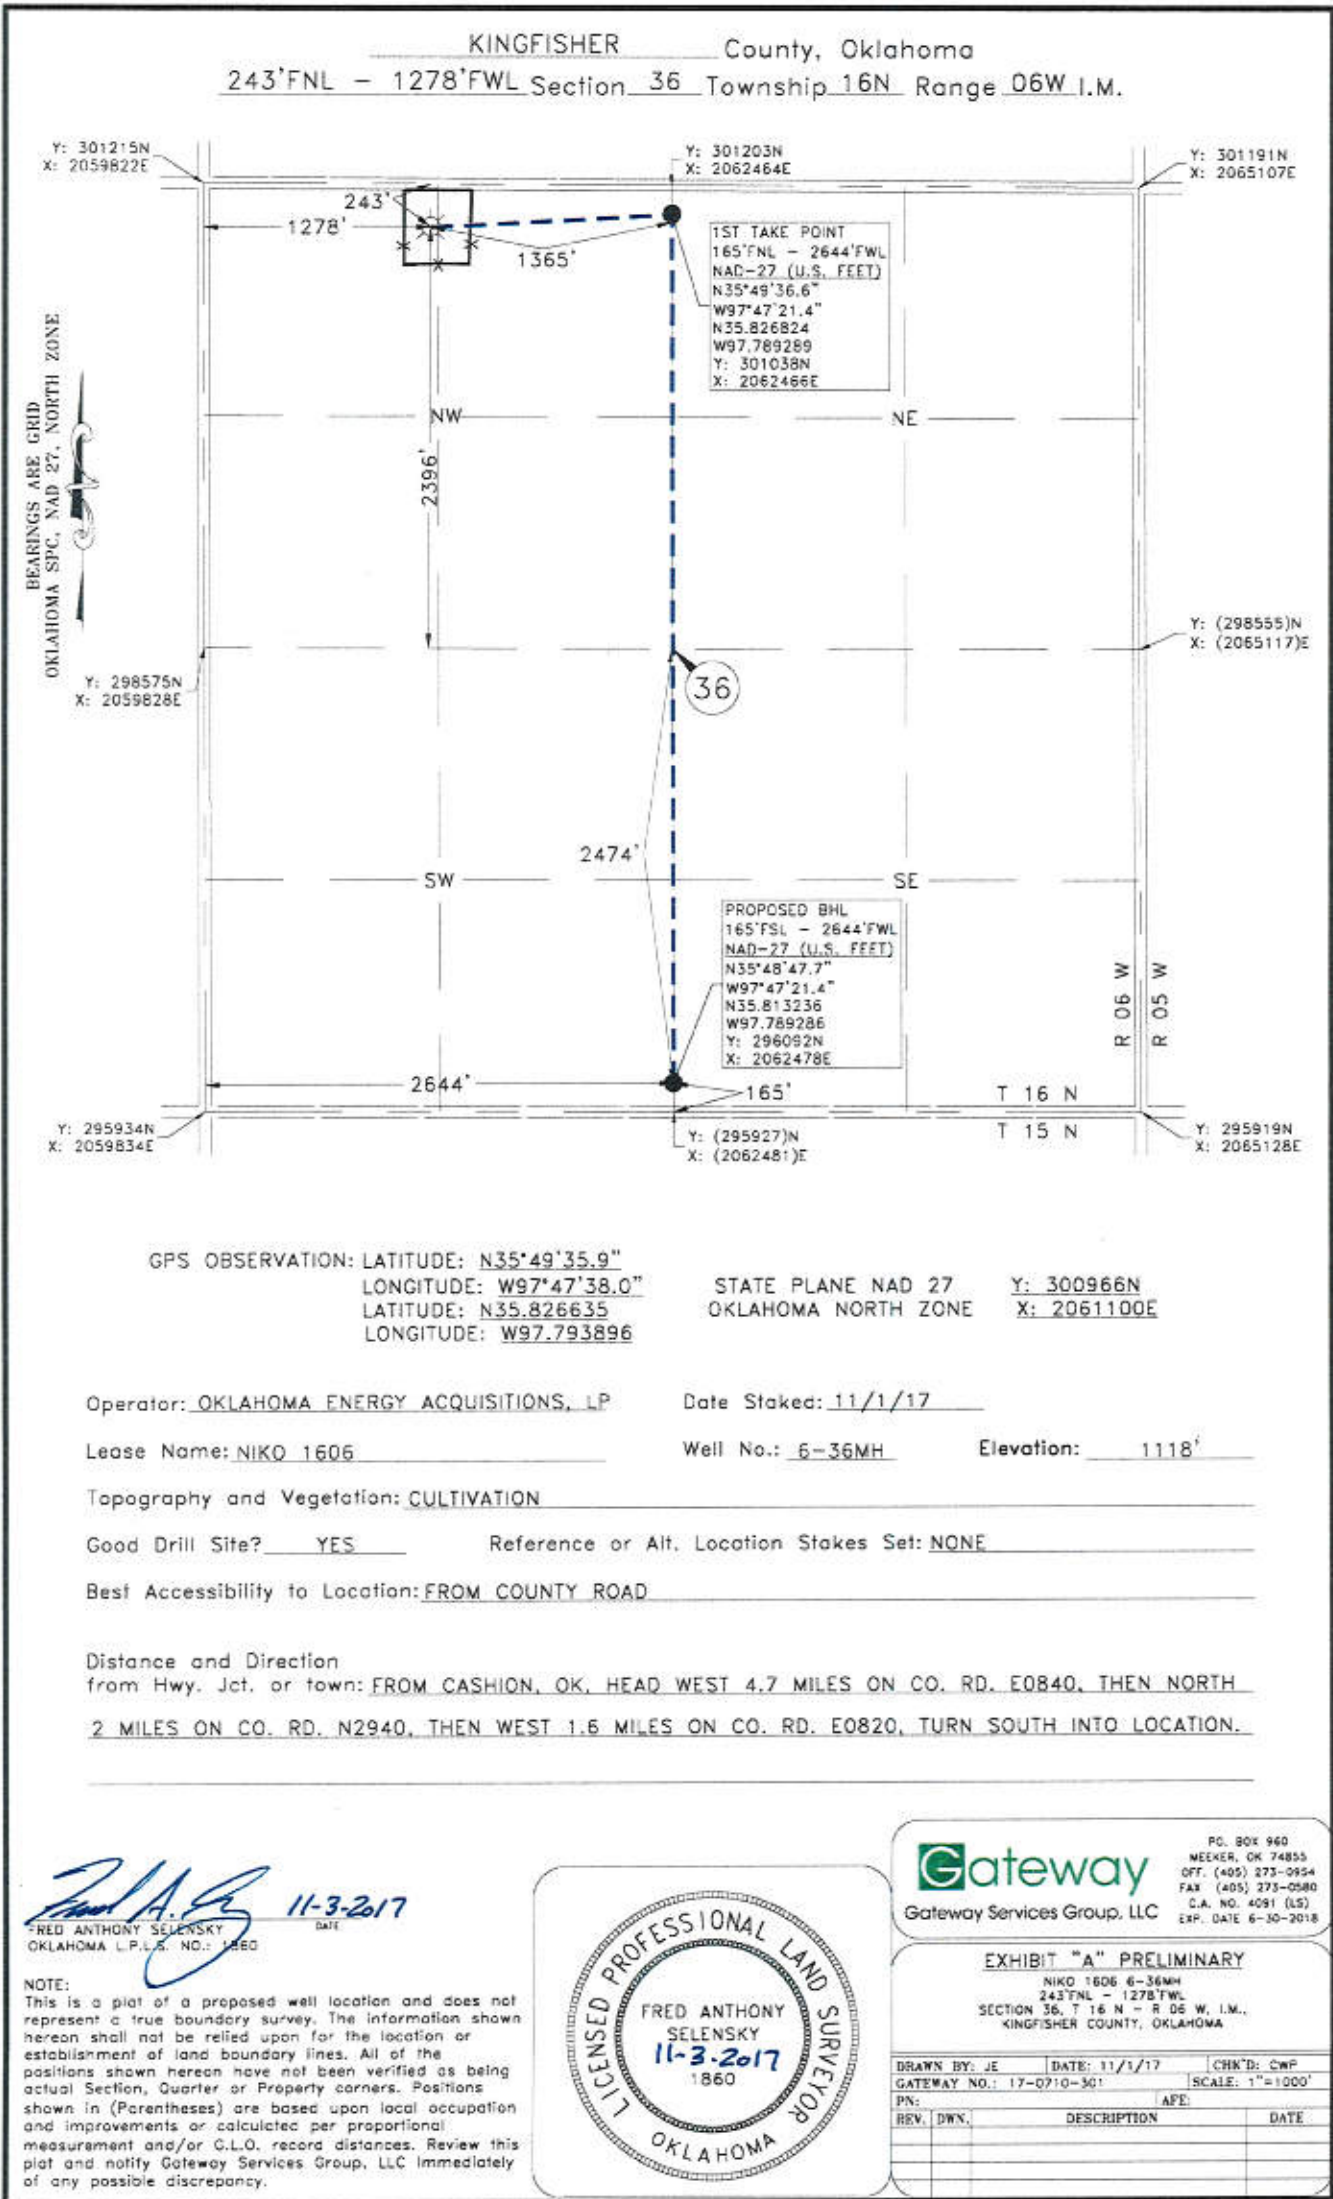 KINGFISHER County, Oklahoma
243'FNL - 1278'FWL Section 36 Township 16N Range 06W I.M.
Y: 301215N
X: 2059822E
Y: 301203N
X: 2062464E
Y: 301191N
X: 2065107E
243'
1278'
1365'
1ST TAKE POINT
165'FNL - 2644'FWL
NAD-27 (U.S. FEET)
N35°49'36.6"
W97°47'21.4"
N35.826824
W97.789289
Y: 301038N
X: 2062466E
BEARINGS ARE GRID
OKLAHOMA SPC, NAD 27, NORTH ZONE
NW
NE
2396'
Y: 298575N
X: 2059828E
Y: (298555)N
X: (2065117)E
36
2474'
SW
SE
PROPOSED BHL
165'FSL - 2644'FWL
NAD-27 (U.S. FEET)
N35°48'47.7"
W97°47'21.4"
N35.813236
W97.789286
Y: 296092N
X: 2062478E
R 06 W
R 05 W
2644'
165'
T 16 N
T 15 N
Y: 295934N
X: 2059834E
Y: (295927)N
X: (2062481)E
Y: 295919N
X: 2065128E
GPS OBSERVATION: LATITUDE: N35°49'35.9"
LONGITUDE: W97°47'38.0"
LATITUDE: N35.826635
LONGITUDE: W97.793896
STATE PLANE NAD 27 Y: 300966N
OKLAHOMA NORTH ZONE X: 2061100E
Operator: OKLAHOMA ENERGY ACQUISITIONS, LP Date Staked: 11/1/17
Lease Name: NIKO 1606 Well No.: 6-36MH Elevation: 1118'
Topography and Vegetation: CULTIVATION
Good Drill Site? YES Reference or Alt. Location Stakes Set: NONE
Best Accessibility to Location: FROM COUNTY ROAD
Distance and Direction
from Hwy. Jct. or town: FROM CASHION, OK, HEAD WEST 4.7 MILES ON CO. RD. E0840, THEN NORTH
2 MILES ON CO. RD. N2940, THEN WEST 1.6 MILES ON CO. RD. E0820, TURN SOUTH INTO LOCATION.
11-3-2017
FRED ANTHONY SELENSKY DATE
OKLAHOMA L.P.L.S. NO.: 1860
NOTE:
This is a plat of a proposed well location and does not
represent a true boundary survey. The information shown
hereon shall not be relied upon for the location or
establishment of land boundary lines. All of the
positions shown hereon have not been verified as being
actual Section, Quarter or Property corners. Positions
shown in (Parentheses) are based upon local occupation
and improvements or calculated per proportional
measurement and/or G.L.O. record distances. Review this
plat and notify Gateway Services Group, LLC Immediately
of any possible discrepancy.
LICENSED PROFESSIONAL LAND SURVEYOR
FRED ANTHONY
SELENSKY
11-3-2017
1860
OKLAHOMA
Gateway
Gateway Services Group, LLC
PO. BOX 960
MEEKER, OK 74855
OFF. (405) 273-0954
FAX (405) 273-0580
C.A. NO. 4091 (LS)
EXP. DATE 6-30-2018
EXHIBIT "A" PRELIMINARY
NIKO 1606 6-36MH
243'FNL - 1278'FWL
SECTION 36, T 16 N - R 06 W, I.M.,
KINGFISHER COUNTY, OKLAHOMA
DRAWN BY: JE DATE: 11/1/17 CHK'D: CWP
GATEWAY NO.: 17-0710-301 SCALE: 1"=1000'
PN: AFE:
REV. DWN. DESCRIPTION DATE